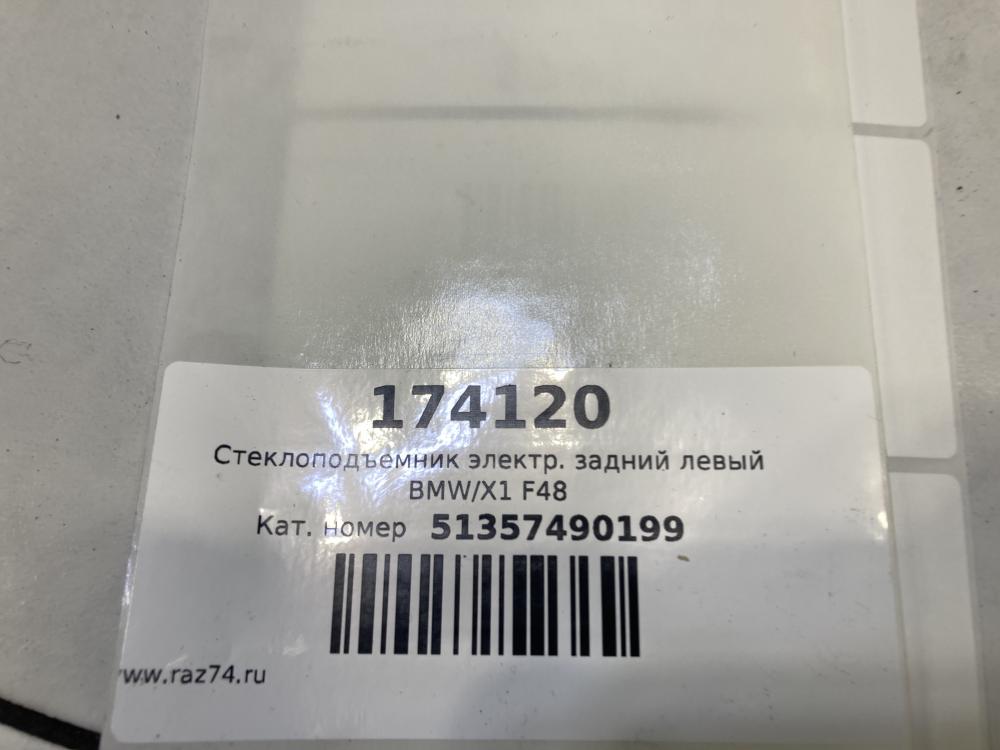 174120
Стеклоподъемник электр. задний левый
BMW/X1 F48
Кат. номер 51357490199
www.raz74.ru